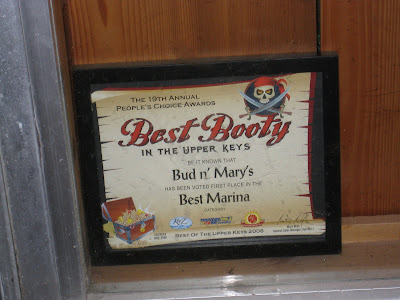 THE 19TH ANNUAL
PEOPLE'S CHOICE AWARDS
Best Booty
IN THE UPPER KEYS
BE IT KNOWN THAT
Bud n' Mary's
HAS BEEN VOTED FIRST PLACE IN THE
Best Marina
CATEGORY
BEST OF THE UPPER KEYS 2008